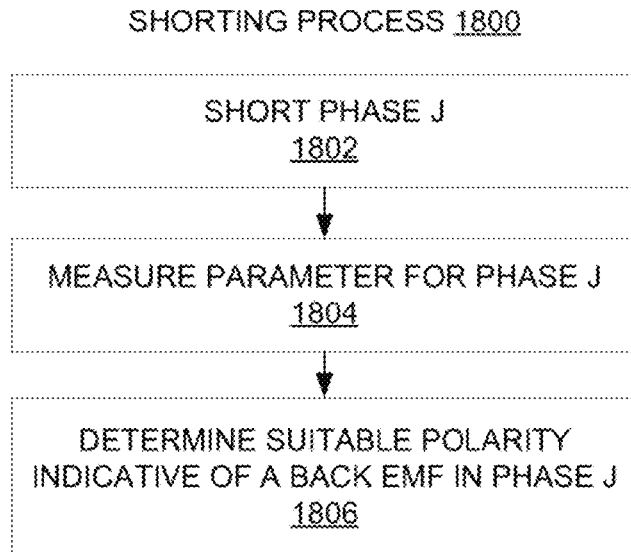 SHORTING PROCESS 1800
SHORT PHASE J
1802
MEASURE PARAMETER FOR PHASE J
1804
DETERMINE SUITABLE POLARITY
INDICATIVE OF A BACK EMF IN PHASE J
1806